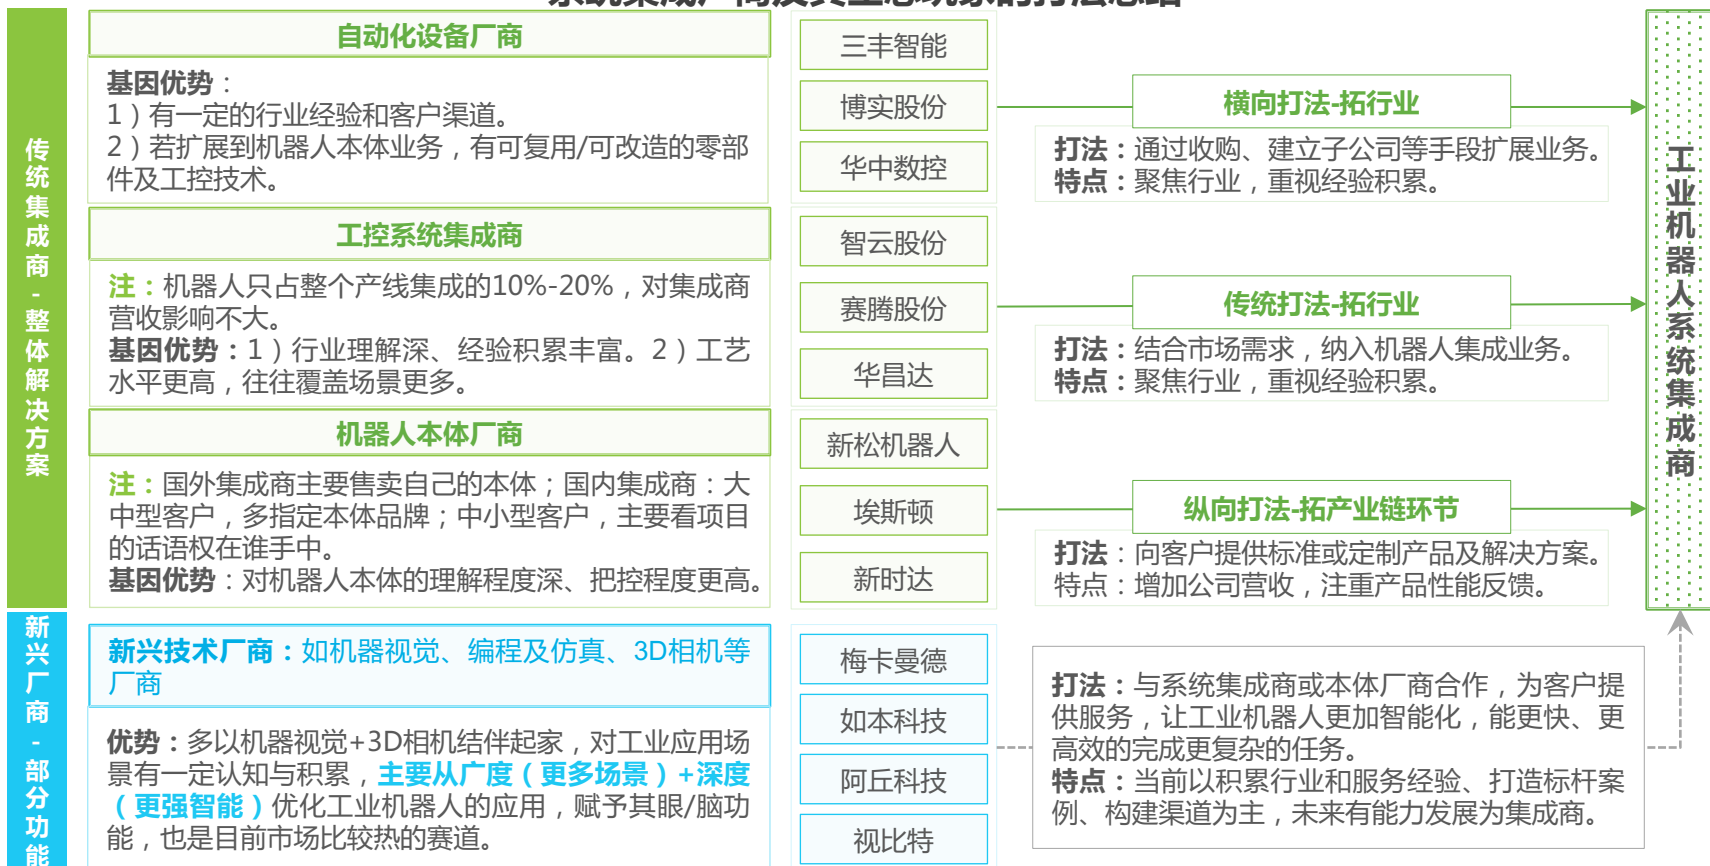 系统集成厂商及其生态玩家的打法总结
传统集成商-整体解决方案
自动化设备厂商
基因优势：
1）有一定的行业经验和客户渠道。
2）若扩展到机器人本体业务，有可复用/可改造的零部
件及工控技术。
三丰智能
博实股份
华中数控
横向打法-拓行业
打法：通过收购、建立子公司等手段扩展业务。
特点：聚焦行业，重视经验积累。
工控系统集成商
注：机器人只占整个产线集成的10%-20%，对集成商
营收影响不大。
基因优势：1）行业理解深、经验积累丰富。2）工艺
水平更高，往往覆盖场景更多。
智云股份
赛腾股份
华昌达
传统打法-拓行业
打法：结合市场需求，纳入机器人集成业务。
特点：聚焦行业，重视经验积累。
机器人本体厂商
注：国外集成商主要售卖自己的本体；国内集成商：大
中型客户，多指定本体品牌；中小型客户，主要看项目
的话语权在谁手中。
基因优势：对机器人本体的理解程度深、把控程度更高。
新松机器人
埃斯顿
新时达
纵向打法-拓产业链环节
打法：向客户提供标准或定制产品及解决方案。
特点：增加公司营收，注重产品性能反馈。
工业机器人系统集成商
新兴厂商-部分功能
新兴技术厂商：如机器视觉、编程及仿真、3D相机等
厂商
优势：多以机器视觉+3D相机结伴起家，对工业应用场
景有一定认知与积累，主要从广度（更多场景）+深度
（更强智能）优化工业机器人的应用，赋予其眼/脑功
能，也是目前市场比较热的赛道。
梅卡曼德
如本科技
阿丘科技
视比特
打法：与系统集成商或本体厂商合作，为客户提
供服务，让工业机器人更加智能化，能更快、更
高效的完成更复杂的任务。
特点：当前以积累行业和服务经验、打造标杆案
例、构建渠道为主，未来有能力发展为集成商。